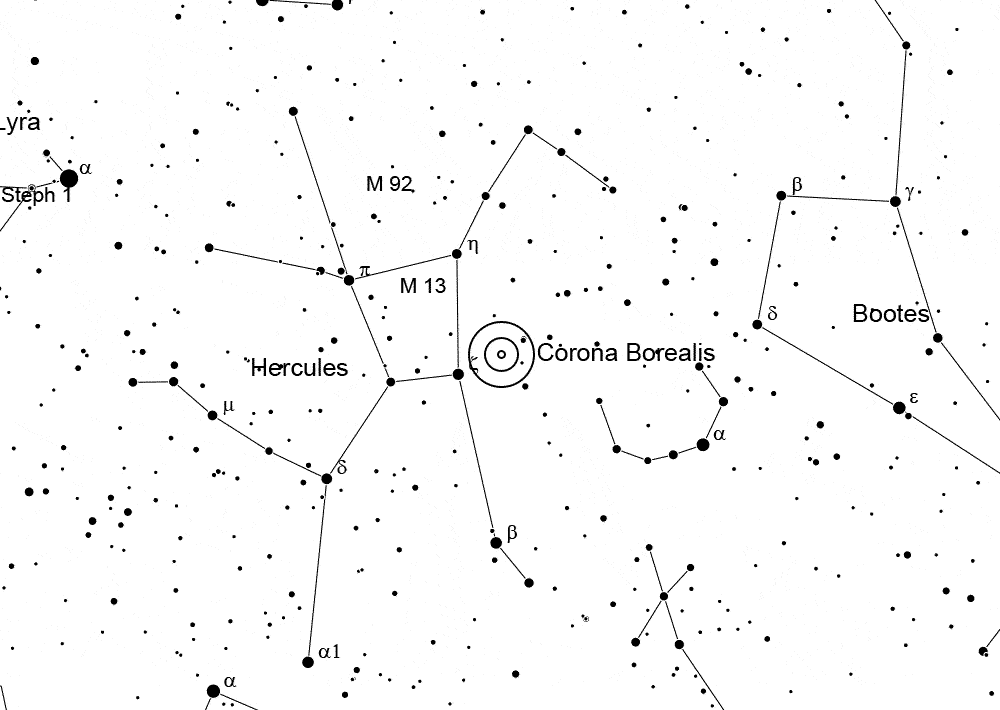 Lyra
α
Steph 1
M 92
β
γ
η
π
M 13
δ
Bootes
Hercules
ζ
Corona Borealis
ε
μ
α
δ
β
α1
α